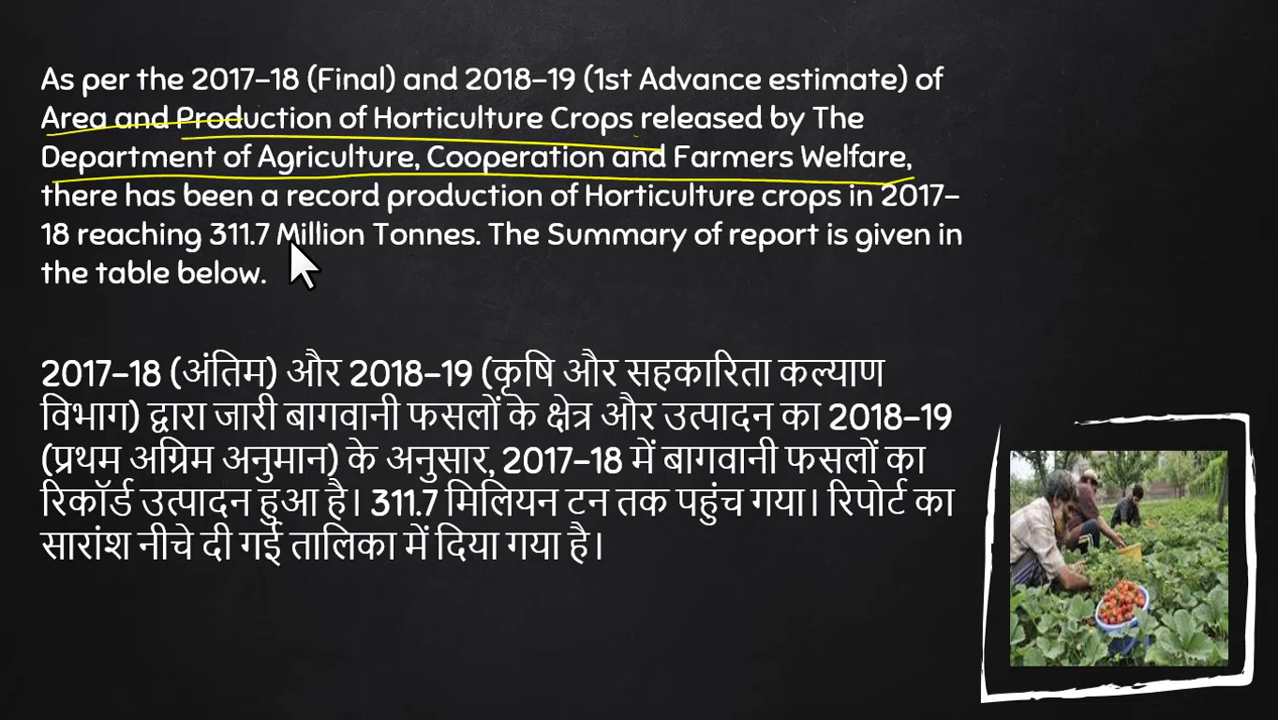 As per the 2017-18 (Final) and 2018-19 (1st Advance estimate) of
Area and Production of Horticulture Crops released by The
Department of Agriculture, Cooperation and Farmers Welfare,
there has been a record production of Horticulture crops in 2017-
18 reaching 311.7 Million Tonnes. The Summary of report is given in
the table below.
2017-18 (अंतिम) और 2018-19 (कृषि और सहकारिता कल्याण
विभाग) द्वारा जारी बागवानी फसलों के क्षेत्र और उत्पादन का 2018-19
(प्रथम अग्रिम अनुमान) के अनुसार, 2017-18 में बागवानी फसलों का
रिकॉर्ड उत्पादन हुआ है। 311.7 मिलियन टन तक पहुंच गया। रिपोर्ट का
सारांश नीचे दी गई तालिका में दिया गया है।